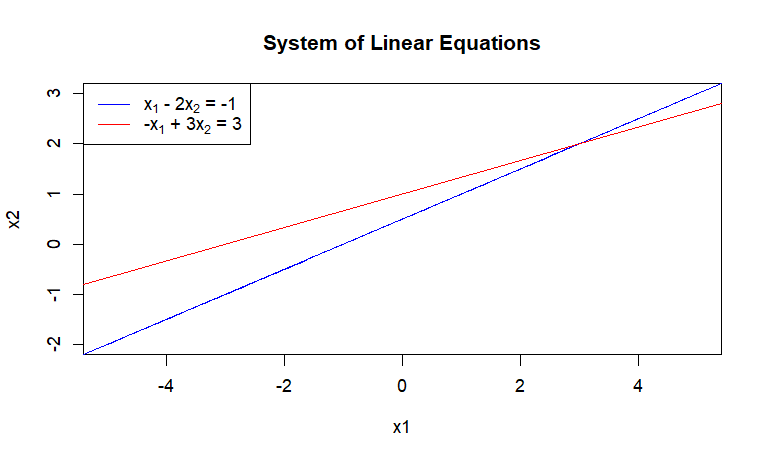 System of Linear Equations
x₁ - 2x₂ = -1
-x₁ + 3x₂ = 3
x2
3
2
1
0
-1
-2
-4 -2 0 2 4
x1